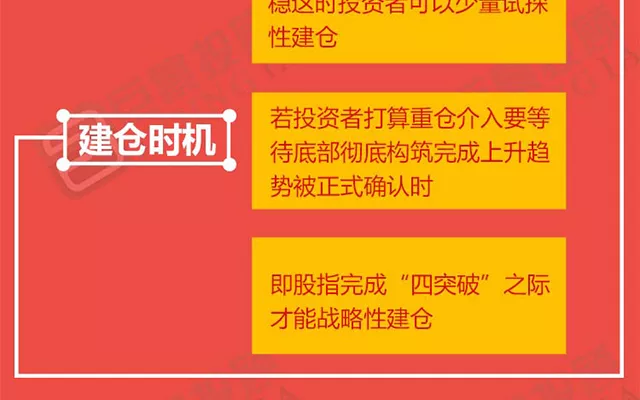 稳这时投资者可以少量试探
性建仓
建仓时机
若投资者打算重仓介入要等
待底部彻底构筑完成上升趋
势被正式确认时
即股指完成“四突破”之际
才能战略性建仓